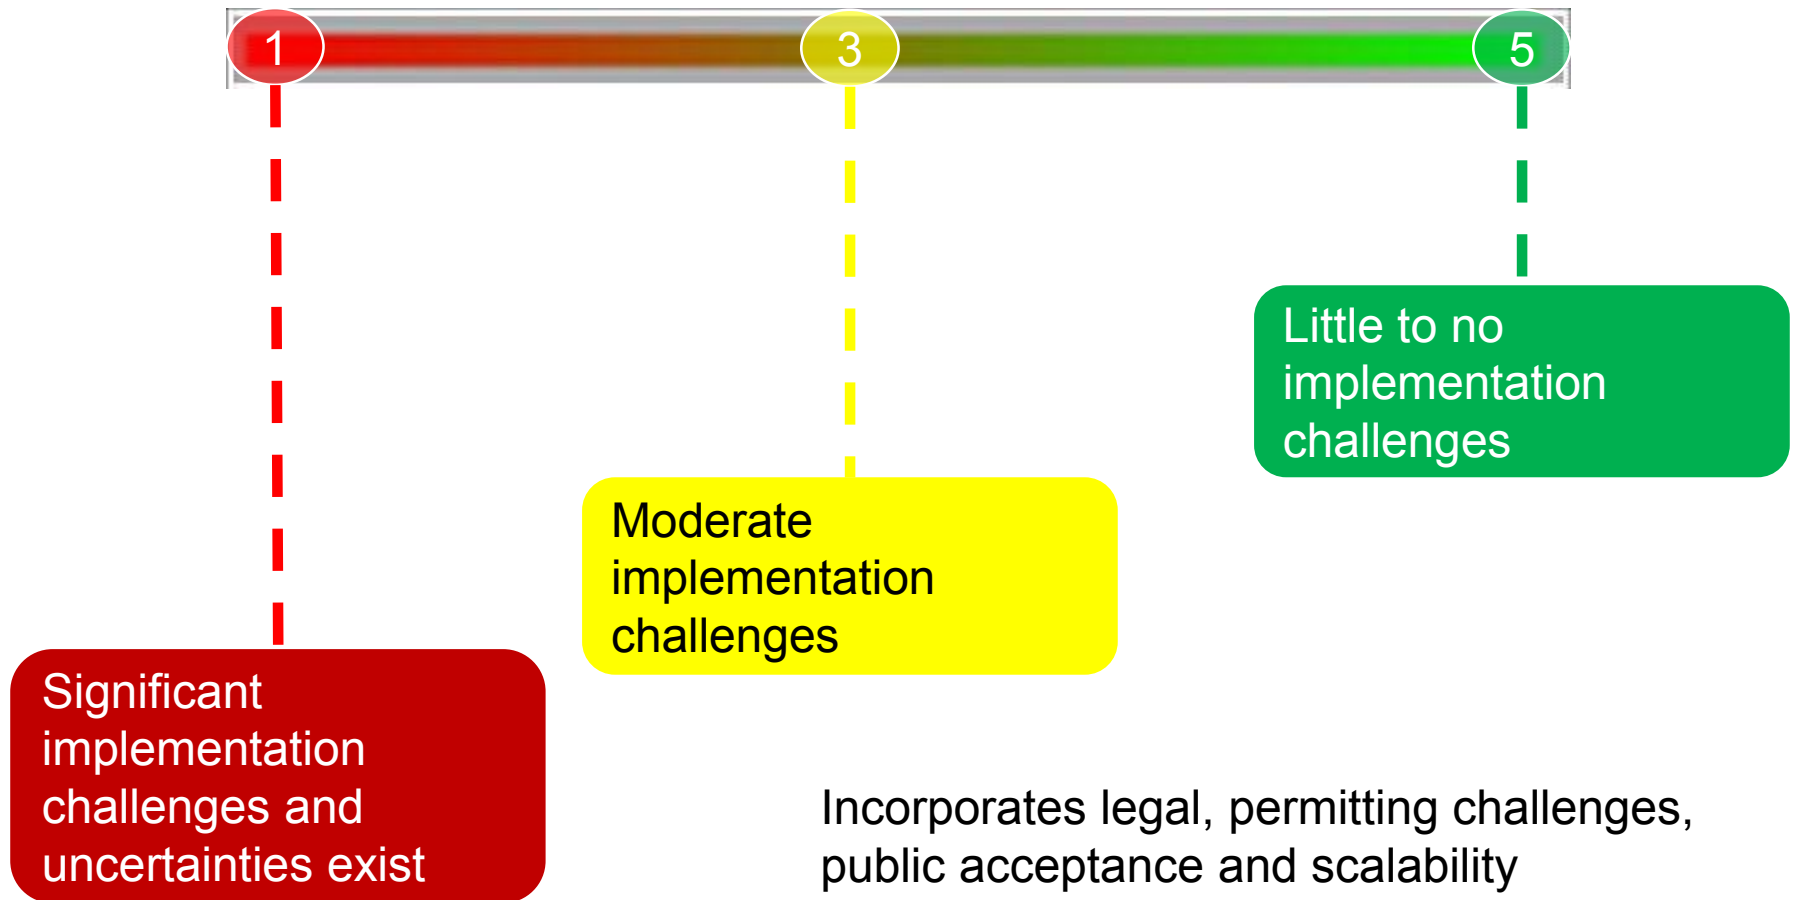 1
3
5
Little to no
implementation
challenges
Moderate
implementation
challenges
Significant
implementation
challenges and
uncertainties exist
Incorporates legal, permitting challenges,
public acceptance and scalability